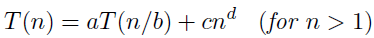 T(n) = aT(n/b) + cn^d (for n > 1)